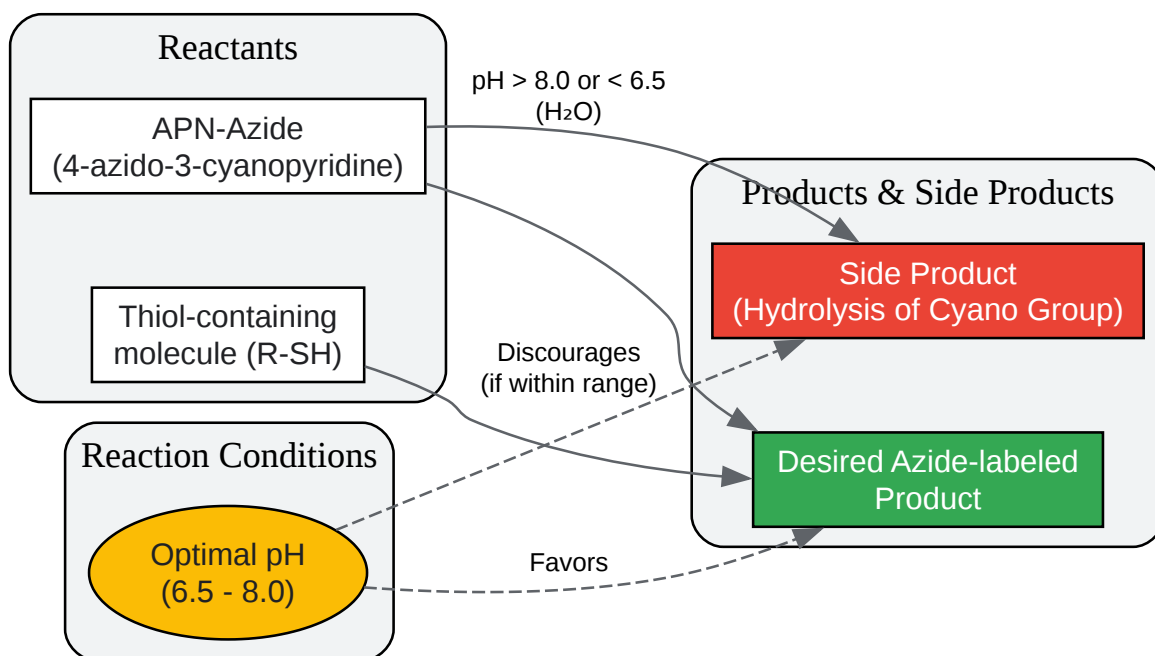 Reactants
APN-Azide
(4-azido-3-cyanopyridine)
Thiol-containing
molecule (R-SH)
Reaction Conditions
Optimal pH
(6.5 - 8.0)
pH > 8.0 or < 6.5
(H₂O)
Discourages
(if within range)
Favors
Products & Side Products
Side Product
(Hydrolysis of Cyano Group)
Desired Azide-labeled
Product